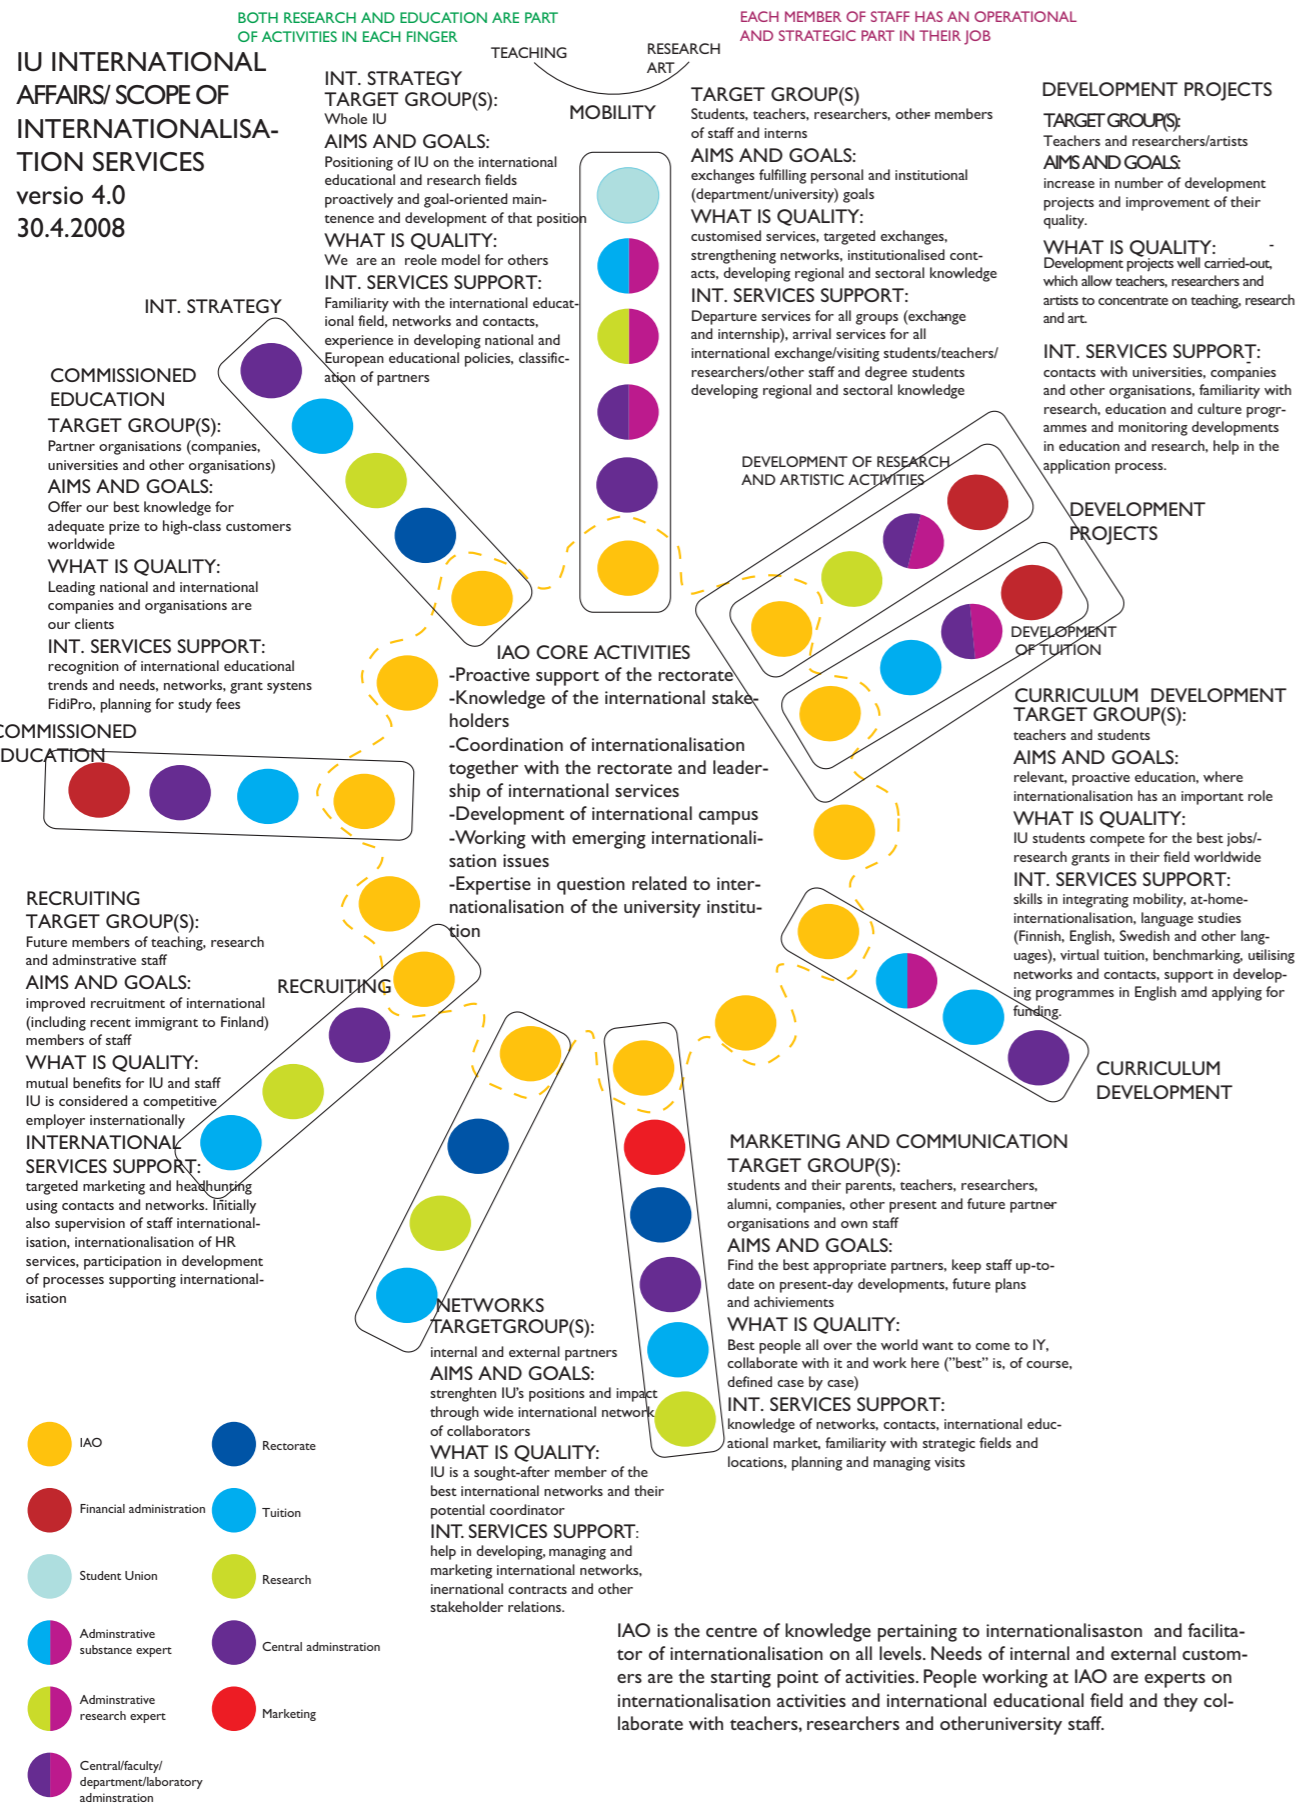 BOTH RESEARCH AND EDUCATION ARE PART
OF ACTIVITIES IN EACH FINGER
EACH MEMBER OF STAFF HAS AN OPERATIONAL
AND STRATEGIC PART IN THEIR JOB
IU INTERNATIONAL
AFFAIRS/ SCOPE OF
INTERNATIONALISA-
TION SERVICES
versio 4.0
30.4.2008
TEACHING
RESEARCH
ART
MOBILITY
INT. STRATEGY
TARGET GROUP(S):
Whole IU
AIMS AND GOALS:
Positioning of IU on the international
educational and research fields
proactively and goal-oriented main-
tenence and development of that position
WHAT IS QUALITY:
We are an reole model for others
INT. SERVICES SUPPORT:
Familiarity with the international educat-
ional field, networks and contacts,
experience in developing national and
European educational policies, classific-
ation of partners
TARGET GROUP(S)
Students, teachers, researchers, other members
of staff and interns
AIMS AND GOALS:
exchanges fulfilling personal and institutional
(department/university) goals
WHAT IS QUALITY:
customised services, targeted exchanges,
strengthening networks, institutionalised cont-
acts, developing regional and sectoral knowledge
INT. SERVICES SUPPORT:
Departure services for all groups (exchange
and internship), arrival services for all
international exchange/visiting students/teachers/
researchers/other staff and degree students
developing regional and sectoral knowledge
DEVELOPMENT PROJECTS
TARGET GROUP(S):
Teachers and researchers/artists
AIMS AND GOALS:
increase in number of development
projects and improvement of their
quality.
WHAT IS QUALITY: -
Development projects well carried-out,
which allow teachers, researchers and
artists to concentrate on teaching, research
and art.
INT. SERVICES SUPPORT:
contacts with universities, companies
and other organisations, familiarity with
research, education and culture progr-
ammes and monitoring developments
in education and research, help in the
application process.
INT. STRATEGY
COMMISSIONED
EDUCATION
TARGET GROUP(S):
Partner organisations (companies,
universities and other organisations)
AIMS AND GOALS:
Offer our best knowledge for
adequate prize to high-class customers
worldwide
WHAT IS QUALITY:
Leading national and international
companies and organisations are
our clients
INT. SERVICES SUPPORT:
recognition of international educational
trends and needs, networks, grant systens
FidiPro, planning for study fees
COMMISSIONED
EDUCATION
DEVELOPMENT OF RESEARCH
AND ARTISTIC ACTIVITIES
DEVELOPMENT
PROJECTS
DEVELOPMENT
OF TUITION
IAO CORE ACTIVITIES
-Proactive support of the rectorate
-Knowledge of the international stake-
holders
-Coordination of internationalisation
together with the rectorate and leader-
ship of international services
-Development of international campus
-Working with emerging internationali-
sation issues
-Expertise in question related to inter-
nationalisation of the university institu-
tion
CURRICULUM DEVELOPMENT
TARGET GROUP(S):
teachers and students
AIMS AND GOALS:
relevant, proactive education, where
internationalisation has an important role
WHAT IS QUALITY:
IU students compete for the best jobs/-
research grants in their field worldwide
INT. SERVICES SUPPORT:
skills in integrating mobility, at-home-
internationalisation, language studies
(Finnish, English, Swedish and other lang-
uages), virtual tuition, benchmarking, utilising
networks and contacts, support in develop-
ing programmes in English amd applying for
funding.
CURRICULUM
DEVELOPMENT
RECRUITING
TARGET GROUP(S):
Future members of teaching, research
and adminstrative staff
AIMS AND GOALS:
improved recruitment of international
(including recent immigrant to Finland)
members of staff
WHAT IS QUALITY:
mutual benefits for IU and staff
IU is considered a competitive
employer insternationally
INTERNATIONAL
SERVICES SUPPORT:
targeted marketing and headhunting
using contacts and networks. Initially
also supervision of staff international-
isation, internationalisation of HR
services, participation in development
of processes supporting international-
isation
RECRUITING
NETWORKS
TARGETGROUP(S):
internal and external partners
AIMS AND GOALS:
strenghten IU's positions and impact
through wide international network
of collaborators
WHAT IS QUALITY:
IU is a sought-after member of the
best international networks and their
potential coordinator
INT. SERVICES SUPPORT:
help in developing, managing and
marketing international networks,
inernational contracts and other
stakeholder relations.
MARKETING AND COMMUNICATION
TARGET GROUP(S):
students and their parents, teachers, researchers,
alumni, companies, other present and future partner
organisations and own staff
AIMS AND GOALS:
Find the best appropriate partners, keep staff up-to-
date on present-day developments, future plans
and achiviements
WHAT IS QUALITY:
Best people all over the world want to come to IY,
collaborate with it and work here ("best" is, of course,
defined case by case)
INT. SERVICES SUPPORT:
knowledge of networks, contacts, international educ-
ational market, familiarity with strategic fields and
locations, planning and managing visits
IAO
Financial administration
Student Union
Adminstrative
substance expert
Adminstrative
research expert
Central/faculty/
department/laboratory
adminstration
Rectorate
Tuition
Research
Central adminstration
Marketing
IAO is the centre of knowledge pertaining to internationalisaston and facilita-
tor of internationalisation on all levels. Needs of internal and external custom-
ers are the starting point of activities. People working at IAO are experts on
internationalisation activities and international educational field and they col-
laborate with teachers, researchers and otheruniversity staff.